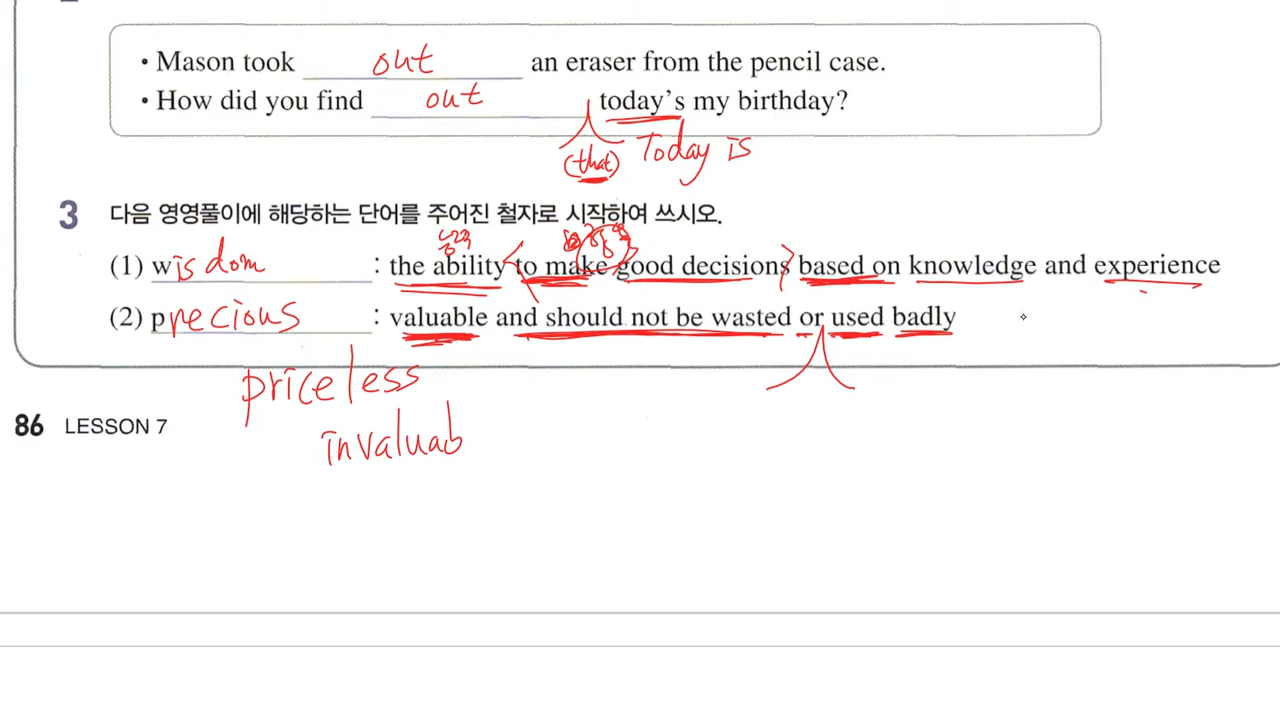 • Mason took out an eraser from the pencil case.
• How did you find out today's my birthday?
(that) Today is
3 다음 영영풀이에 해당하는 단어를 주어진 철자로 시작하여 쓰시오.
능력
(1) wisdom : the ability to make good decisions based on knowledge and experience
(2) precious : valuable and should not be wasted or used badly
priceless
invaluab
86 LESSON 7